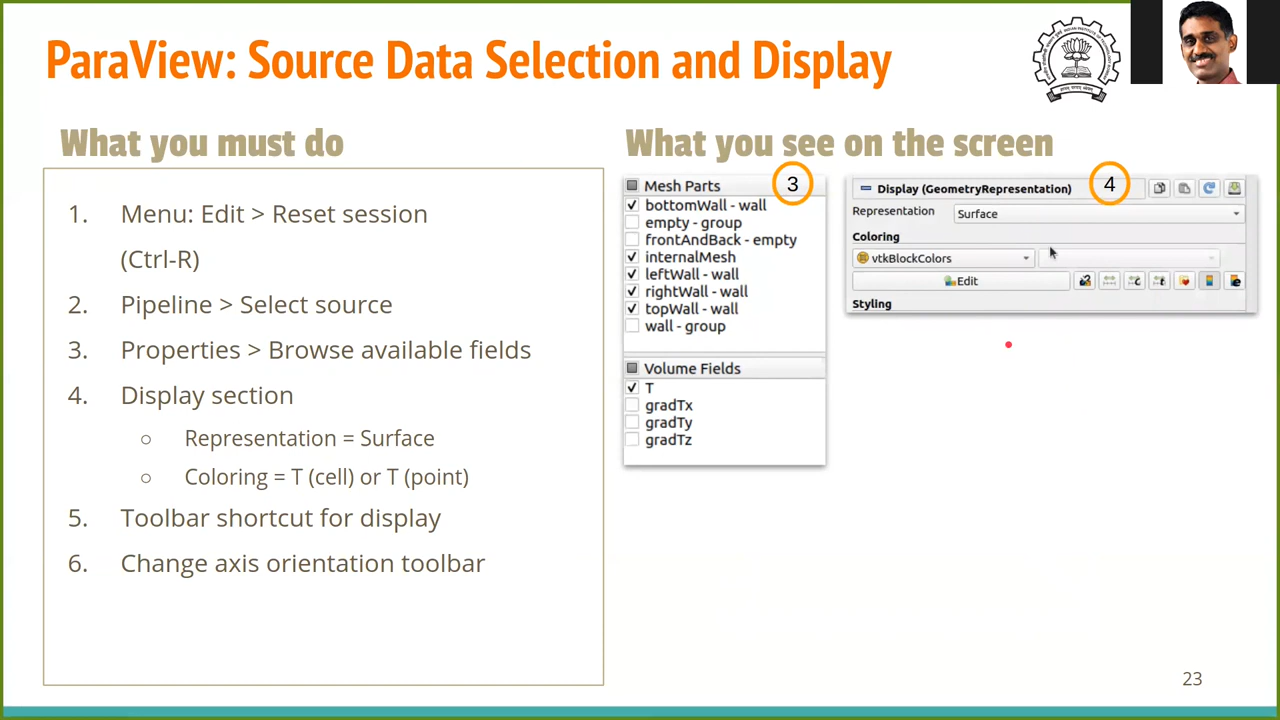 ParaView: Source Data Selection and Display
What you must do
1. Menu: Edit > Reset session
(Ctrl-R)
2. Pipeline > Select source
3. Properties > Browse available fields
4. Display section
○ Representation = Surface
○ Coloring = T (cell) or T (point)
5. Toolbar shortcut for display
6. Change axis orientation toolbar
What you see on the screen
Mesh Parts
3
bottomWall - wall
empty - group
frontAndBack - empty
internalMesh
leftWall - wall
rightWall - wall
topWall - wall
wall - group
Volume Fields
T
gradTx
gradTy
gradTz
Display (GeometryRepresentation)
4
Representation Surface
Coloring
vtkBlockColors
Edit
Styling
23